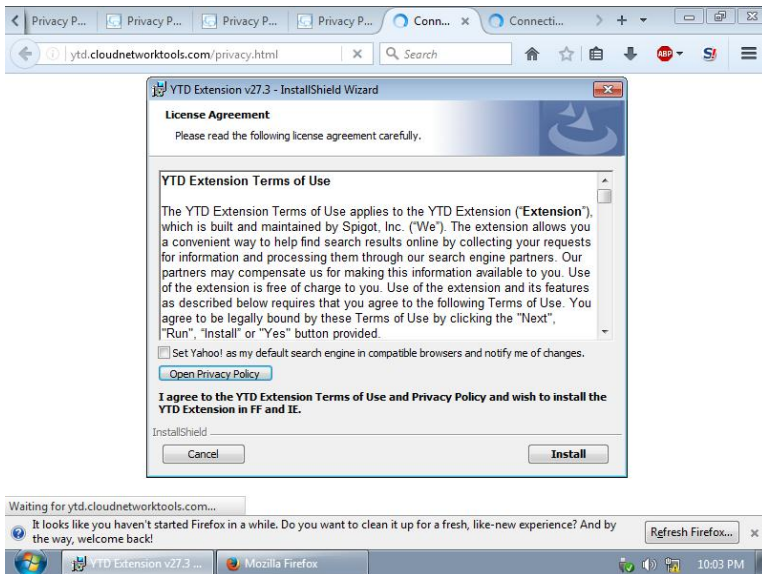 Privacy P...
Privacy P...
Privacy P...
Privacy P...
Conn...
Connecti...
ytd.cloudnetworktools.com/privacy.html
Search
ABP
S!
YTD Extension v27.3 - InstallShield Wizard
License Agreement
Please read the following license agreement carefully.
YTD Extension Terms of Use
The YTD Extension Terms of Use applies to the YTD Extension (“Extension”),
which is built and maintained by Spigot, Inc. (“We”). The extension allows you
a convenient way to help find search results online by collecting your requests
for information and processing them through our search engine partners. Our
partners may compensate us for making this information available to you. Use
of the extension is free of charge to you. Use of the extension and its features
as described below requires that you agree to the following Terms of Use. You
agree to be legally bound by these Terms of Use by clicking the "Next",
"Run", “Install” or "Yes" button provided.
Set Yahoo! as my default search engine in compatible browsers and notify me of changes.
Open Privacy Policy
I agree to the YTD Extension Terms of Use and Privacy Policy and wish to install the
YTD Extension in FF and IE.
InstallShield
Cancel
Install
Waiting for ytd.cloudnetworktools.com...
It looks like you haven't started Firefox in a while. Do you want to clean it up for a fresh, like-new experience? And by
the way, welcome back!
Refresh Firefox...
YTD Extension v27.3 ...
Mozilla Firefox
10:03 PM